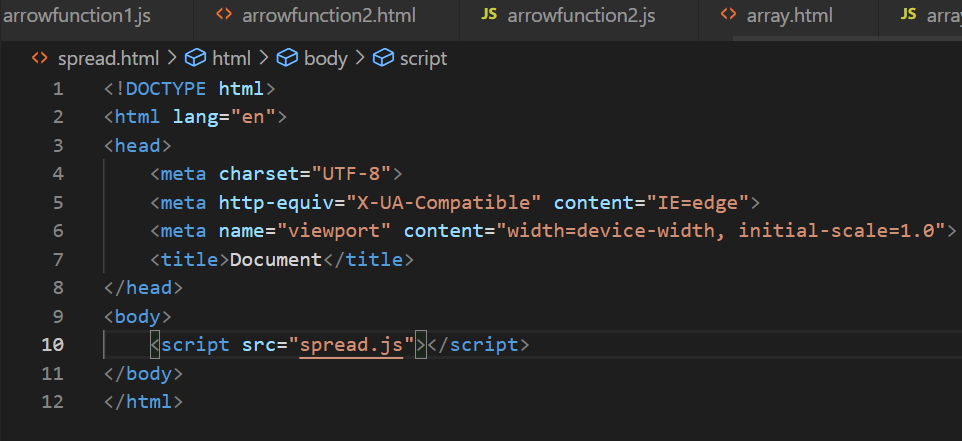 arrowfunction1.js arrowfunction2.html JS arrowfunction2.js array.html JS array
spread.html > html > body > script
1 <!DOCTYPE html>
2 <html lang="en">
3 <head>
4 <meta charset="UTF-8">
5 <meta http-equiv="X-UA-Compatible" content="IE=edge">
6 <meta name="viewport" content="width=device-width, initial-scale=1.0">
7 <title>Document</title>
8 </head>
9 <body>
10 <script src="spread.js"></script>
11 </body>
12 </html>